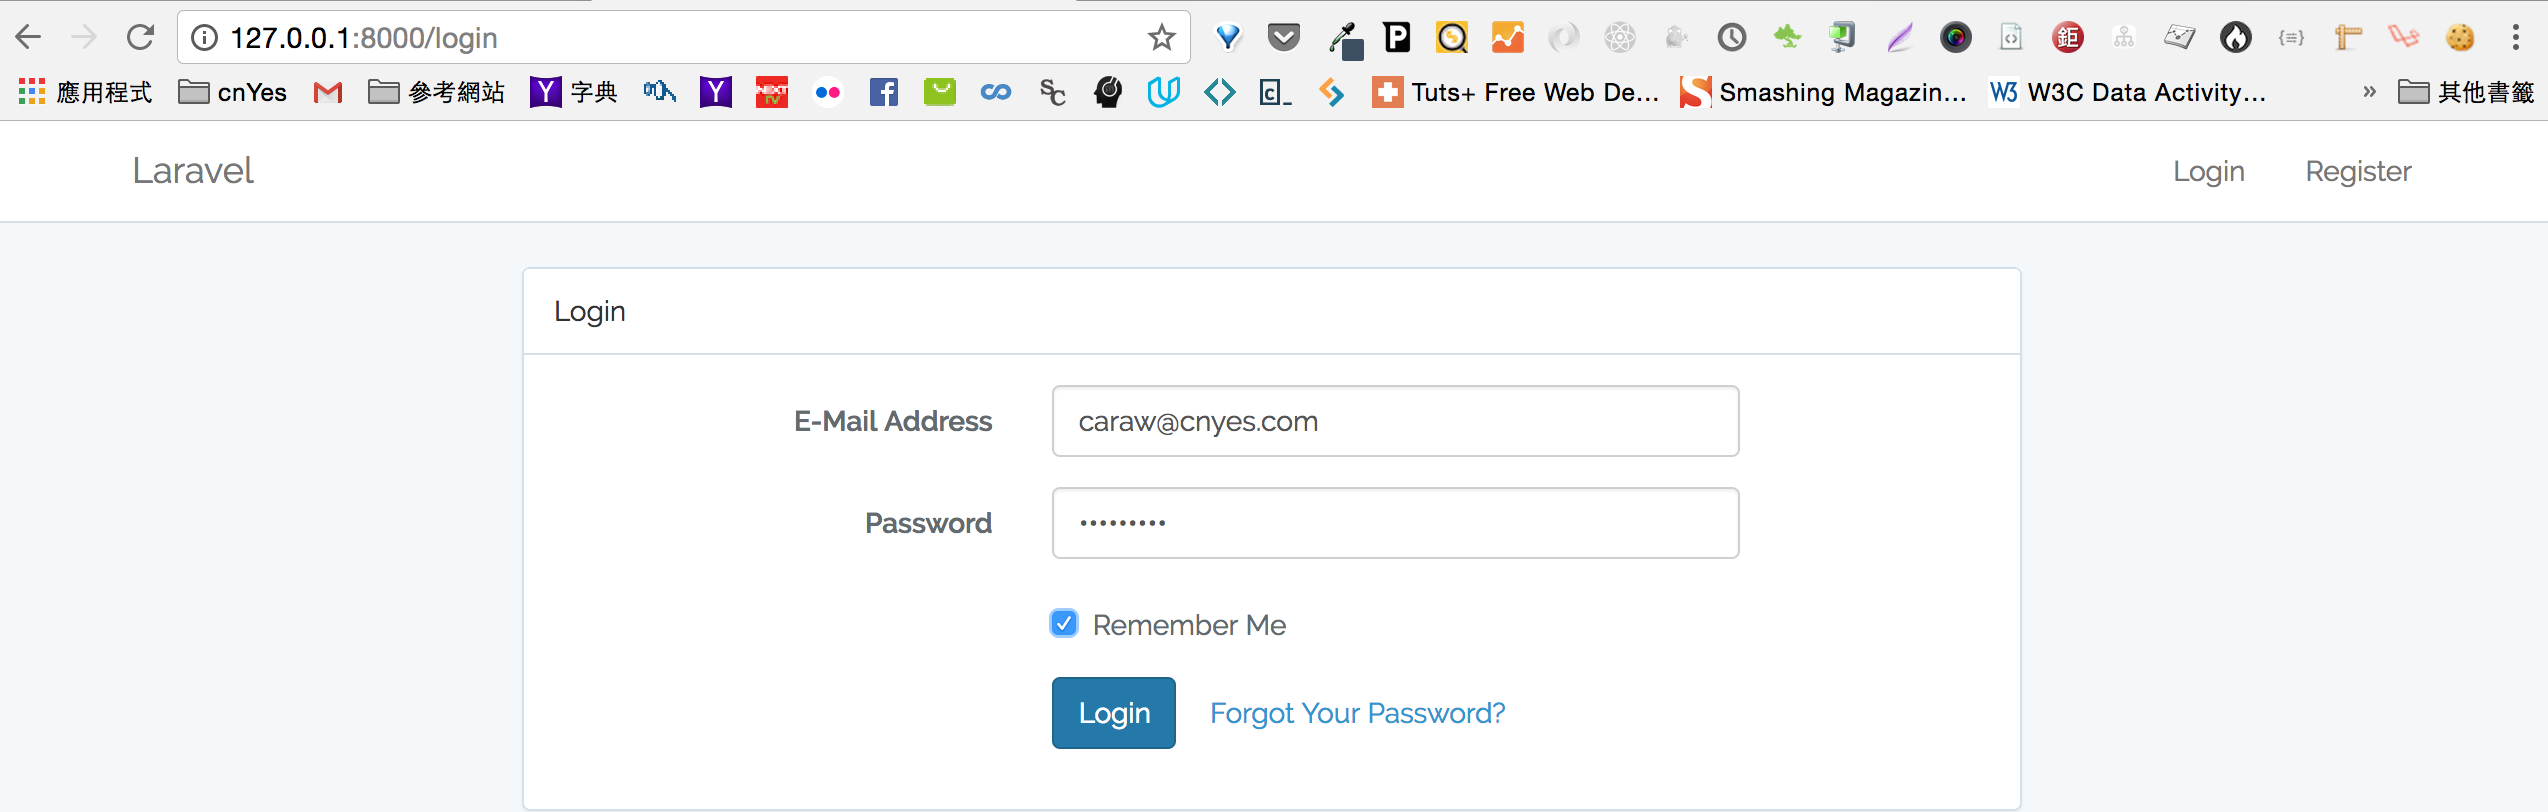 127.0.0.1:8000/login
應用程式 cnYes 參考網站 字典 Tuts+ Free Web De... Smashing Magazin... W3C Data Activity... » 其他書籤
Laravel Login Register
Login
E-Mail Address caraw@cnyes.com
Password •••••••••
Remember Me
Login Forgot Your Password?